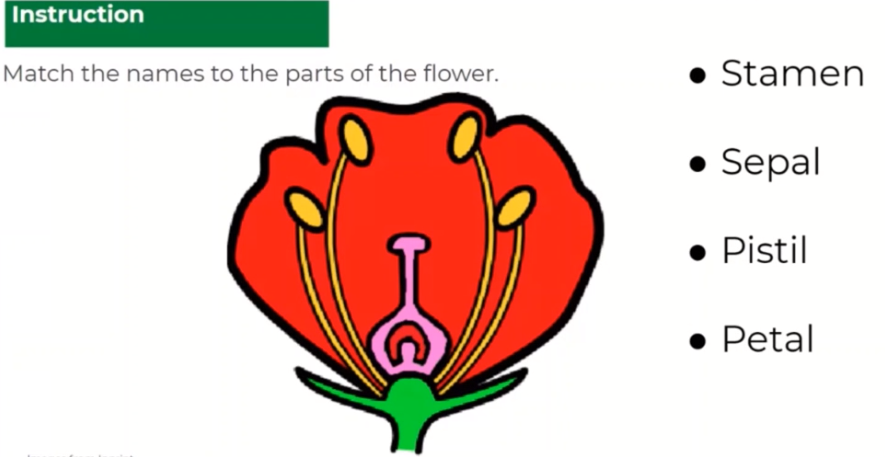 Instruction
Match the names to the parts of the flower.
• Stamen
• Sepal
• Pistil
• Petal